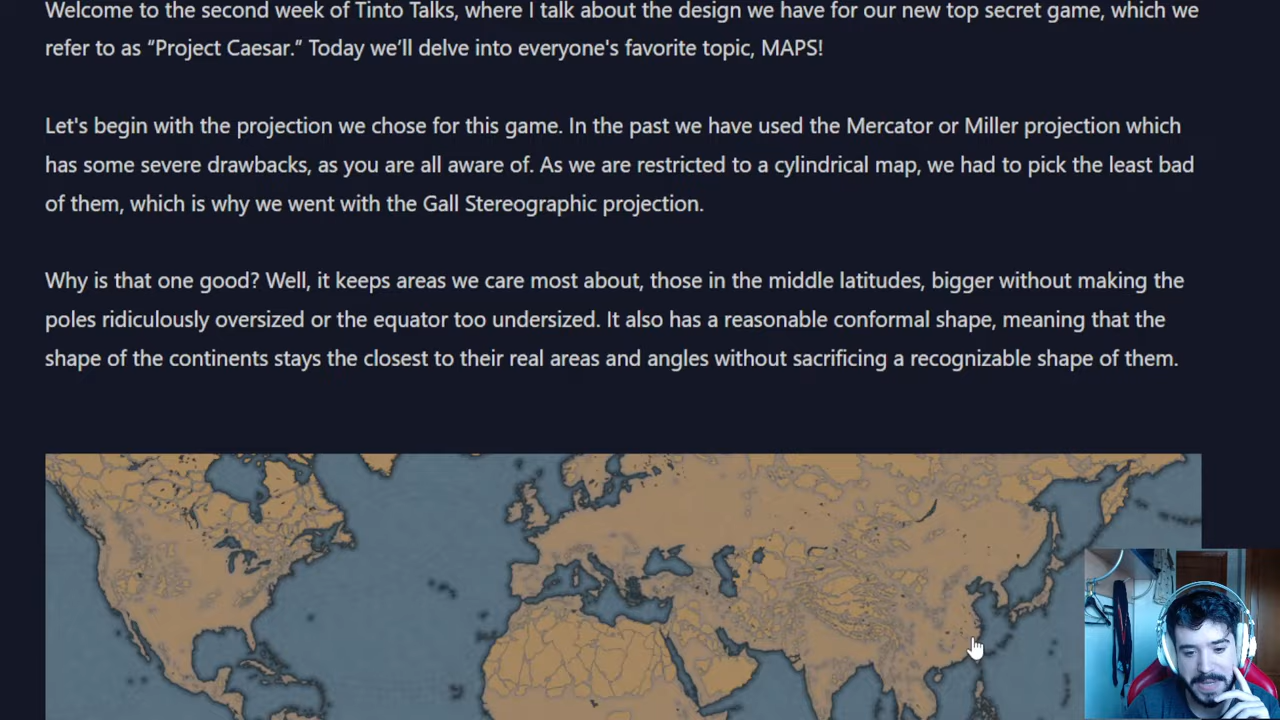 Welcome to the second week of Tinto Talks, where I talk about the design we have for our new top secret game, which we
refer to as “Project Caesar.” Today we’ll delve into everyone's favorite topic, MAPS!
Let's begin with the projection we chose for this game. In the past we have used the Mercator or Miller projection which
has some severe drawbacks, as you are all aware of. As we are restricted to a cylindrical map, we had to pick the least bad
of them, which is why we went with the Gall Stereographic projection.
Why is that one good? Well, it keeps areas we care most about, those in the middle latitudes, bigger without making the
poles ridiculously oversized or the equator too undersized. It also has a reasonable conformal shape, meaning that the
shape of the continents stays the closest to their real areas and angles without sacrificing a recognizable shape of them.